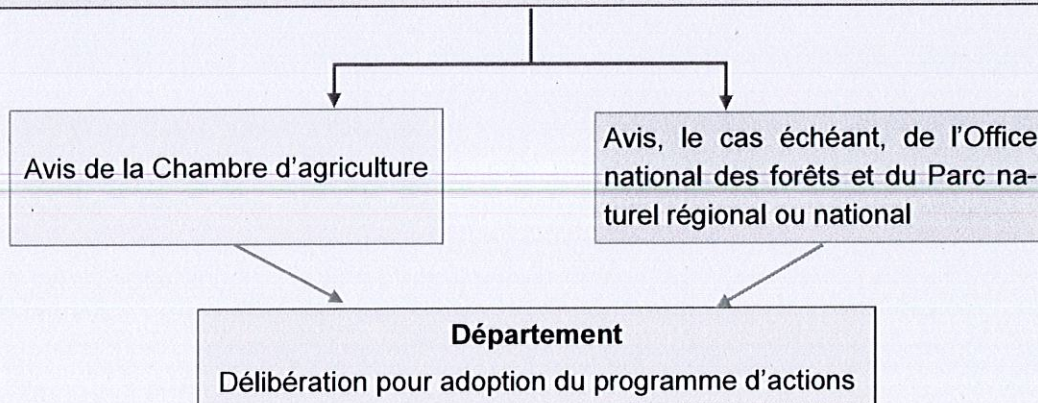 Avis de la Chambre d'agriculture
Avis, le cas échéant, de l'Office
national des forêts et du Parc na-
turel régional ou national
Département
Délibération pour adoption du programme d'actions